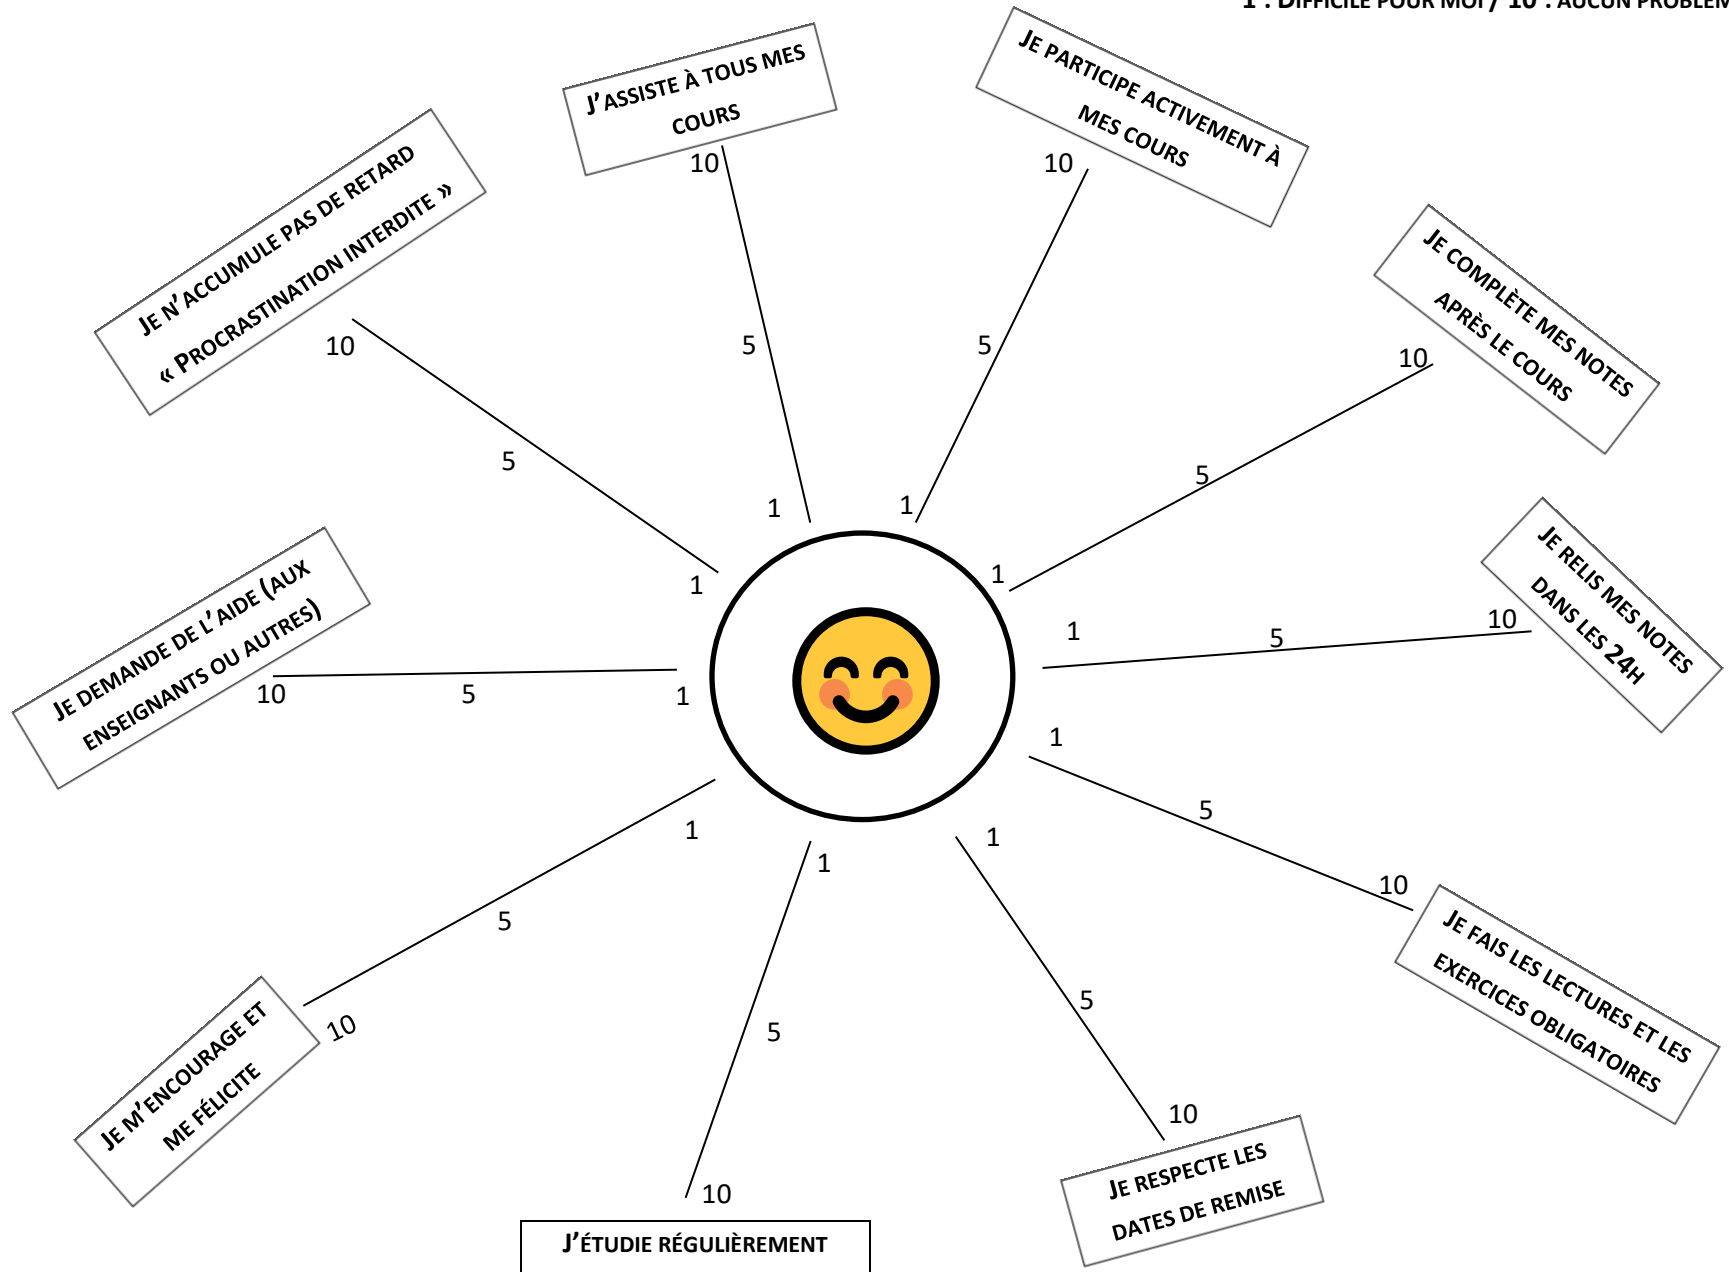 1 : DIFFICILE POUR MOI / 10 : AUCUN
J'ASSISTE À TOUS MES
COURS
10
5
1
JE PARTICIPE ACTIVEMENT À
MES COURS
10
5
1
JE COMPLÈTE MES NOTES
APRÈS LE COURS
10
5
1
JE RELIS MES NOTES
DANS LES 24H
10
5
1
JE FAIS LES LECTURES ET LES
EXERCICES OBLIGATOIRES
10
5
1
JE RESPECTE LES
DATES DE REMISE
10
5
1
J'ÉTUDIE RÉGULIÈREMENT
10
5
1
JE M'ENCOURAGE ET
ME FÉLICITE
10
5
1
JE DEMANDE DE L'AIDE (AUX
ENSEIGNANTS OU AUTRES)
10
5
1
JE N'ACCUMULE PAS DE RETARD
« PROCRASTINATION INTERDITE »
10
5
1